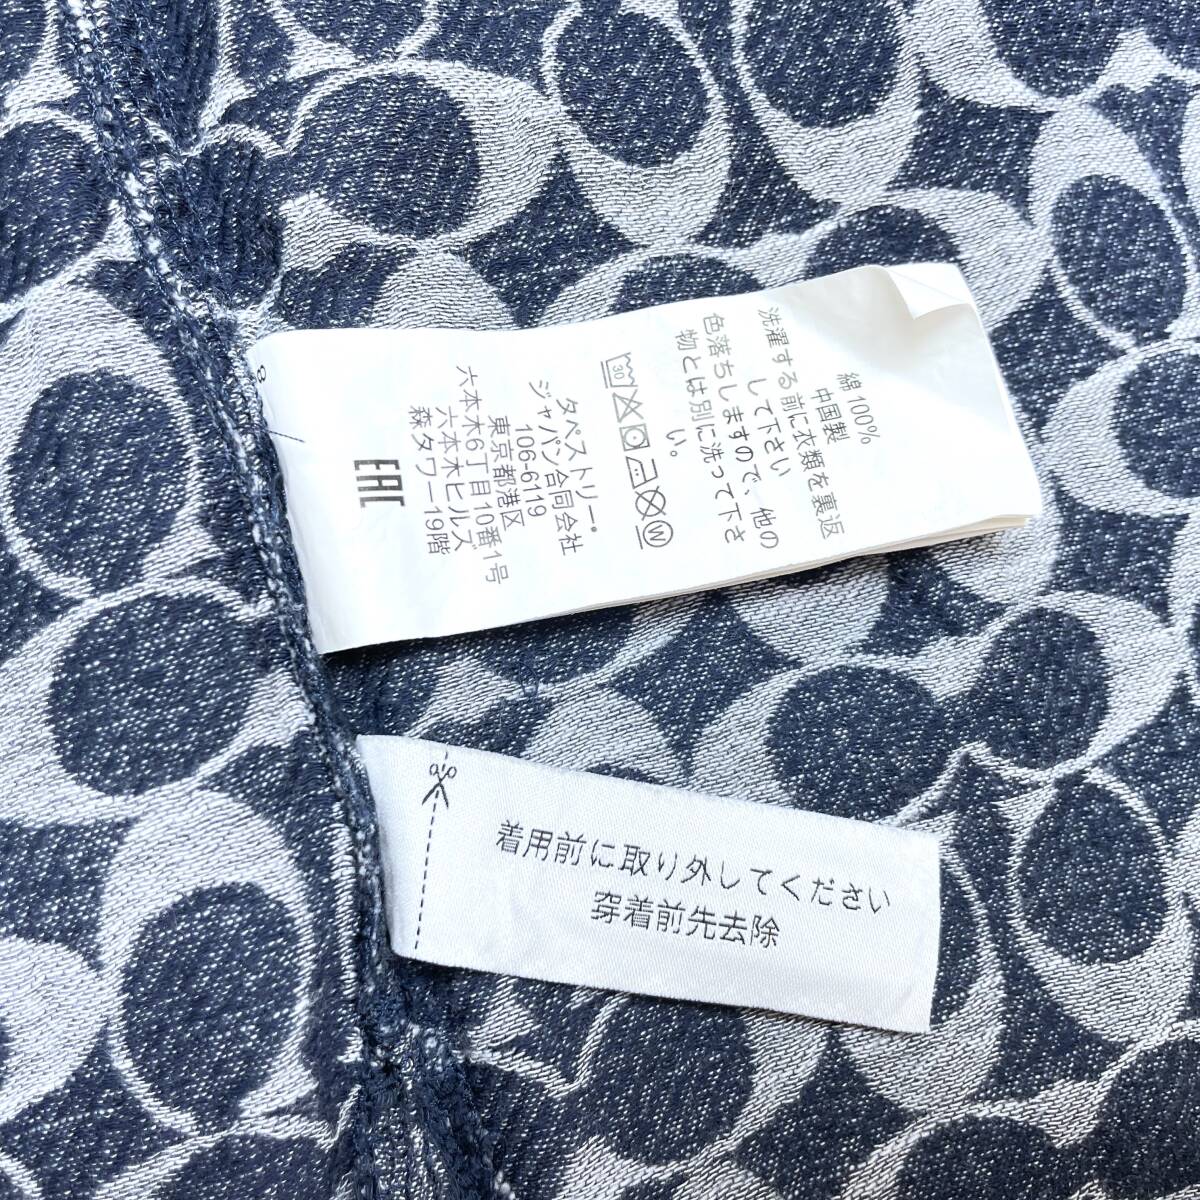 綿 100%
中国製
洗濯する前に衣類を裏返
して下さい
色落ちしますので、他の
物とは別に洗って下さ
い。
30
W
タペストリー・
ジャパン合同会社
106-6119
東京都港区
六本木6丁目10番1号
六本木ヒルズ
森タワー19階
EAC
8
着用前に取り外してください
穿着前先去除